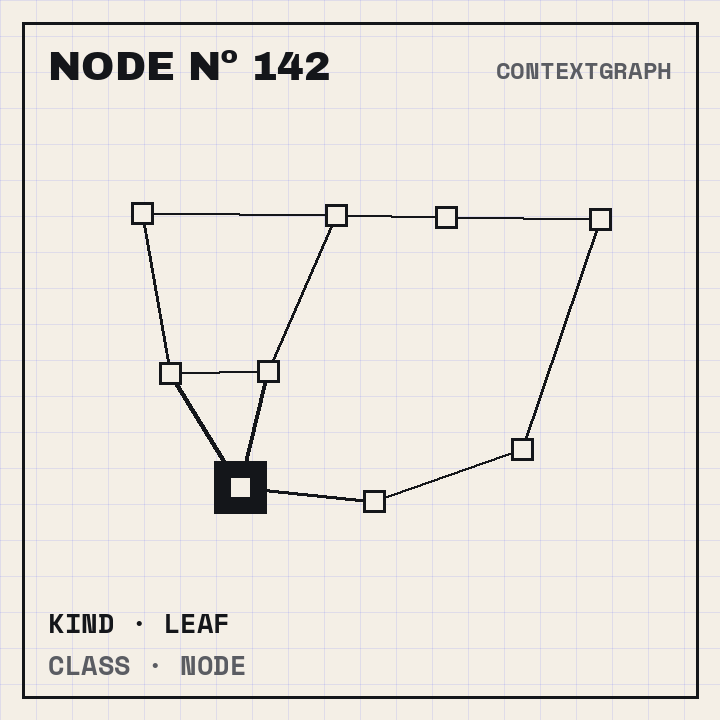 NODE Nº 142
CONTEXTGRAPH
KIND · LEAF
CLASS · NODE